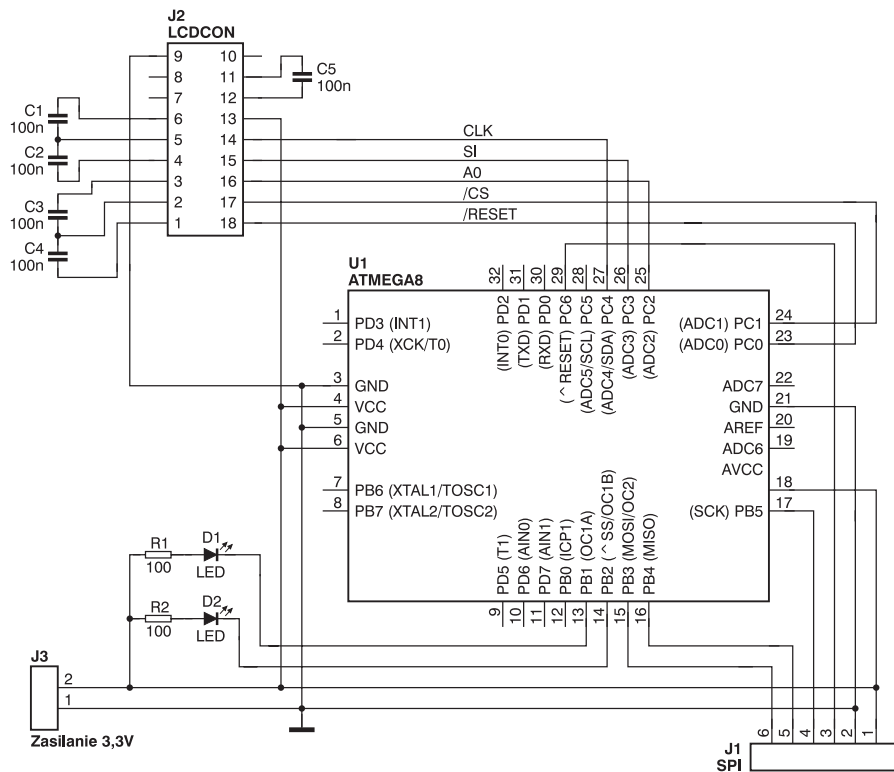 J2
LCDCON
9 10
8 11
7 12
6 13
5 14
4 15
3 16
2 17
1 18
C5
100n
C1
100n
C2
100n
C3
100n
C4
100n
CLK
SI
A0
/CS
/RESET
U1
ATMEGA8
32 31 30 29 28 27 26 25
(INT0) PD2
(TXD) PD1
(RXD) PD0
(^RESET) PC6
(ADC5/SCL) PC5
(ADC4/SDA) PC4
(ADC3) PC3
(ADC2) PC2
1 PD3 (INT1)
2 PD4 (XCK/T0)
3 GND
4 VCC
5 GND
6 VCC
7 PB6 (XTAL1/TOSC1)
8 PB7 (XTAL2/TOSC2)
(ADC1) PC1 24
(ADC0) PC0 23
ADC7 22
GND 21
AREF 20
ADC6 19
AVCC
18
(SCK) PB5 17
PD5 (T1)
PD6 (AIN0)
PD7 (AIN1)
PB0 (ICP1)
PB1 (OC1A)
PB2 (^SS/OC1B)
PB3 (MOSI/OC2)
PB4 (MISO)
9 10 11 12 13 14 15 16
R1
100
D1
LED
R2
100
D2
LED
J3
2
1
Zasilanie 3,3V
6 5 4 3 2 1
J1
SPI